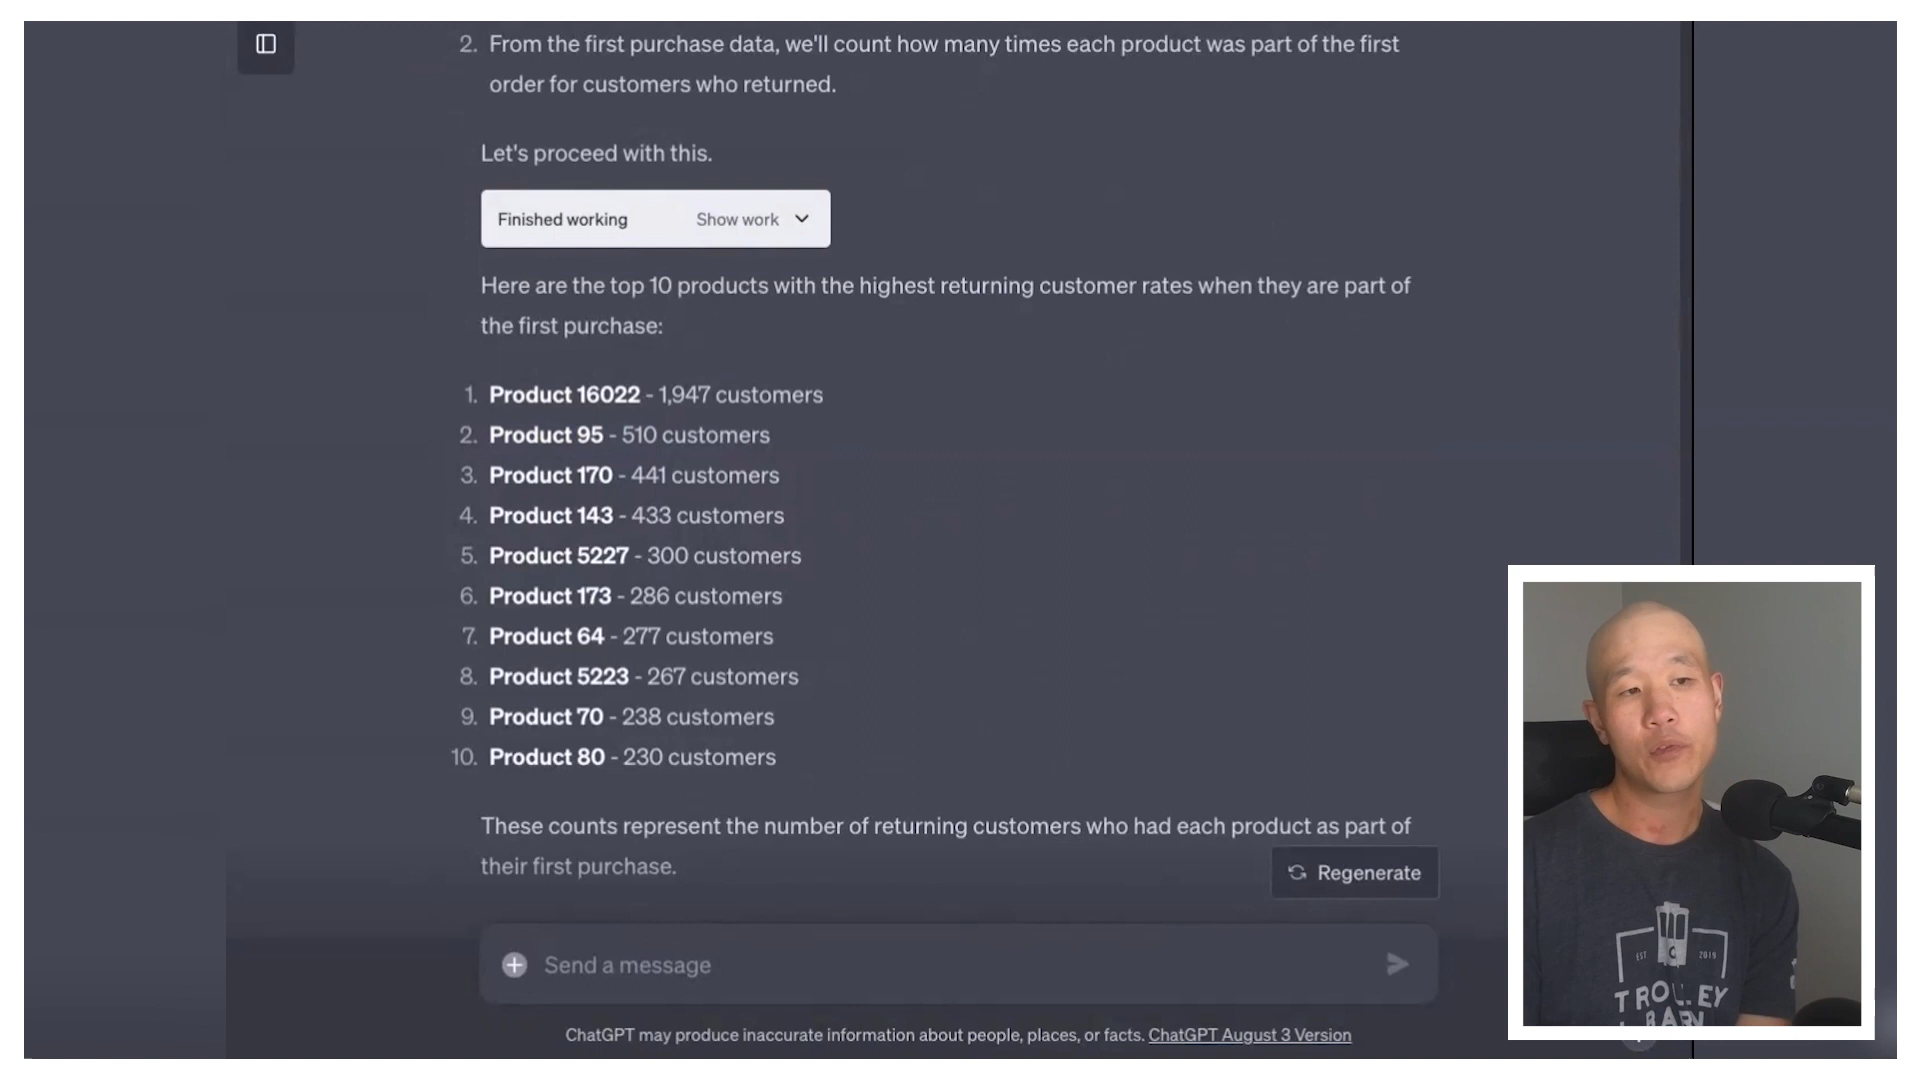 2. From the first purchase data, we'll count how many times each product was part of the first
order for customers who returned.
Let's proceed with this.
Finished working Show work
Here are the top 10 products with the highest returning customer rates when they are part of
the first purchase:
1. Product 16022 - 1,947 customers
2. Product 95 - 510 customers
3. Product 170 - 441 customers
4. Product 143 - 433 customers
5. Product 5227 - 300 customers
6. Product 173 - 286 customers
7. Product 64 - 277 customers
8. Product 5223 - 267 customers
9. Product 70 - 238 customers
10. Product 80 - 230 customers
These counts represent the number of returning customers who had each product as part of
their first purchase.
Regenerate
Send a message
ChatGPT may produce inaccurate information about people, places, or facts. ChatGPT August 3 Version
EST 2019
TROLLEY
BARN